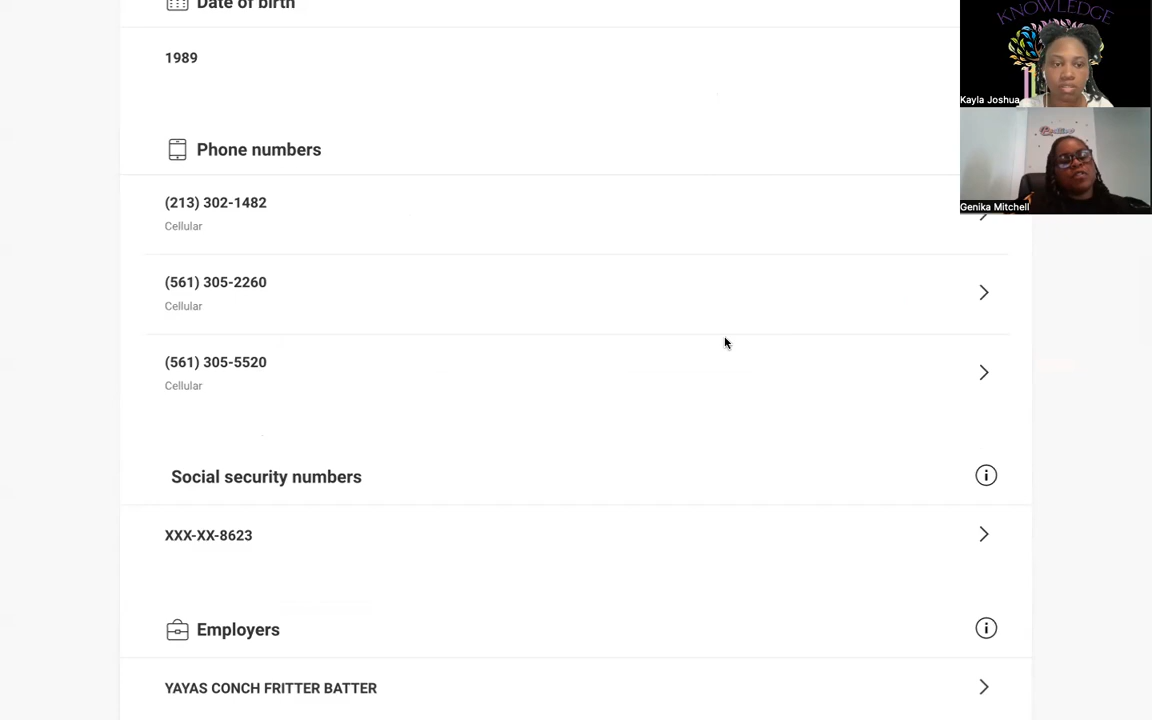 Date of birth
1989
KNOWLEDGE
Kayla Joshua
Genika Mitchell
Phone numbers
(213) 302-1482
Cellular
(561) 305-2260
Cellular
(561) 305-5520
Cellular
Social security numbers
XXX-XX-8623
Employers
YAYAS CONCH FRITTER BATTER